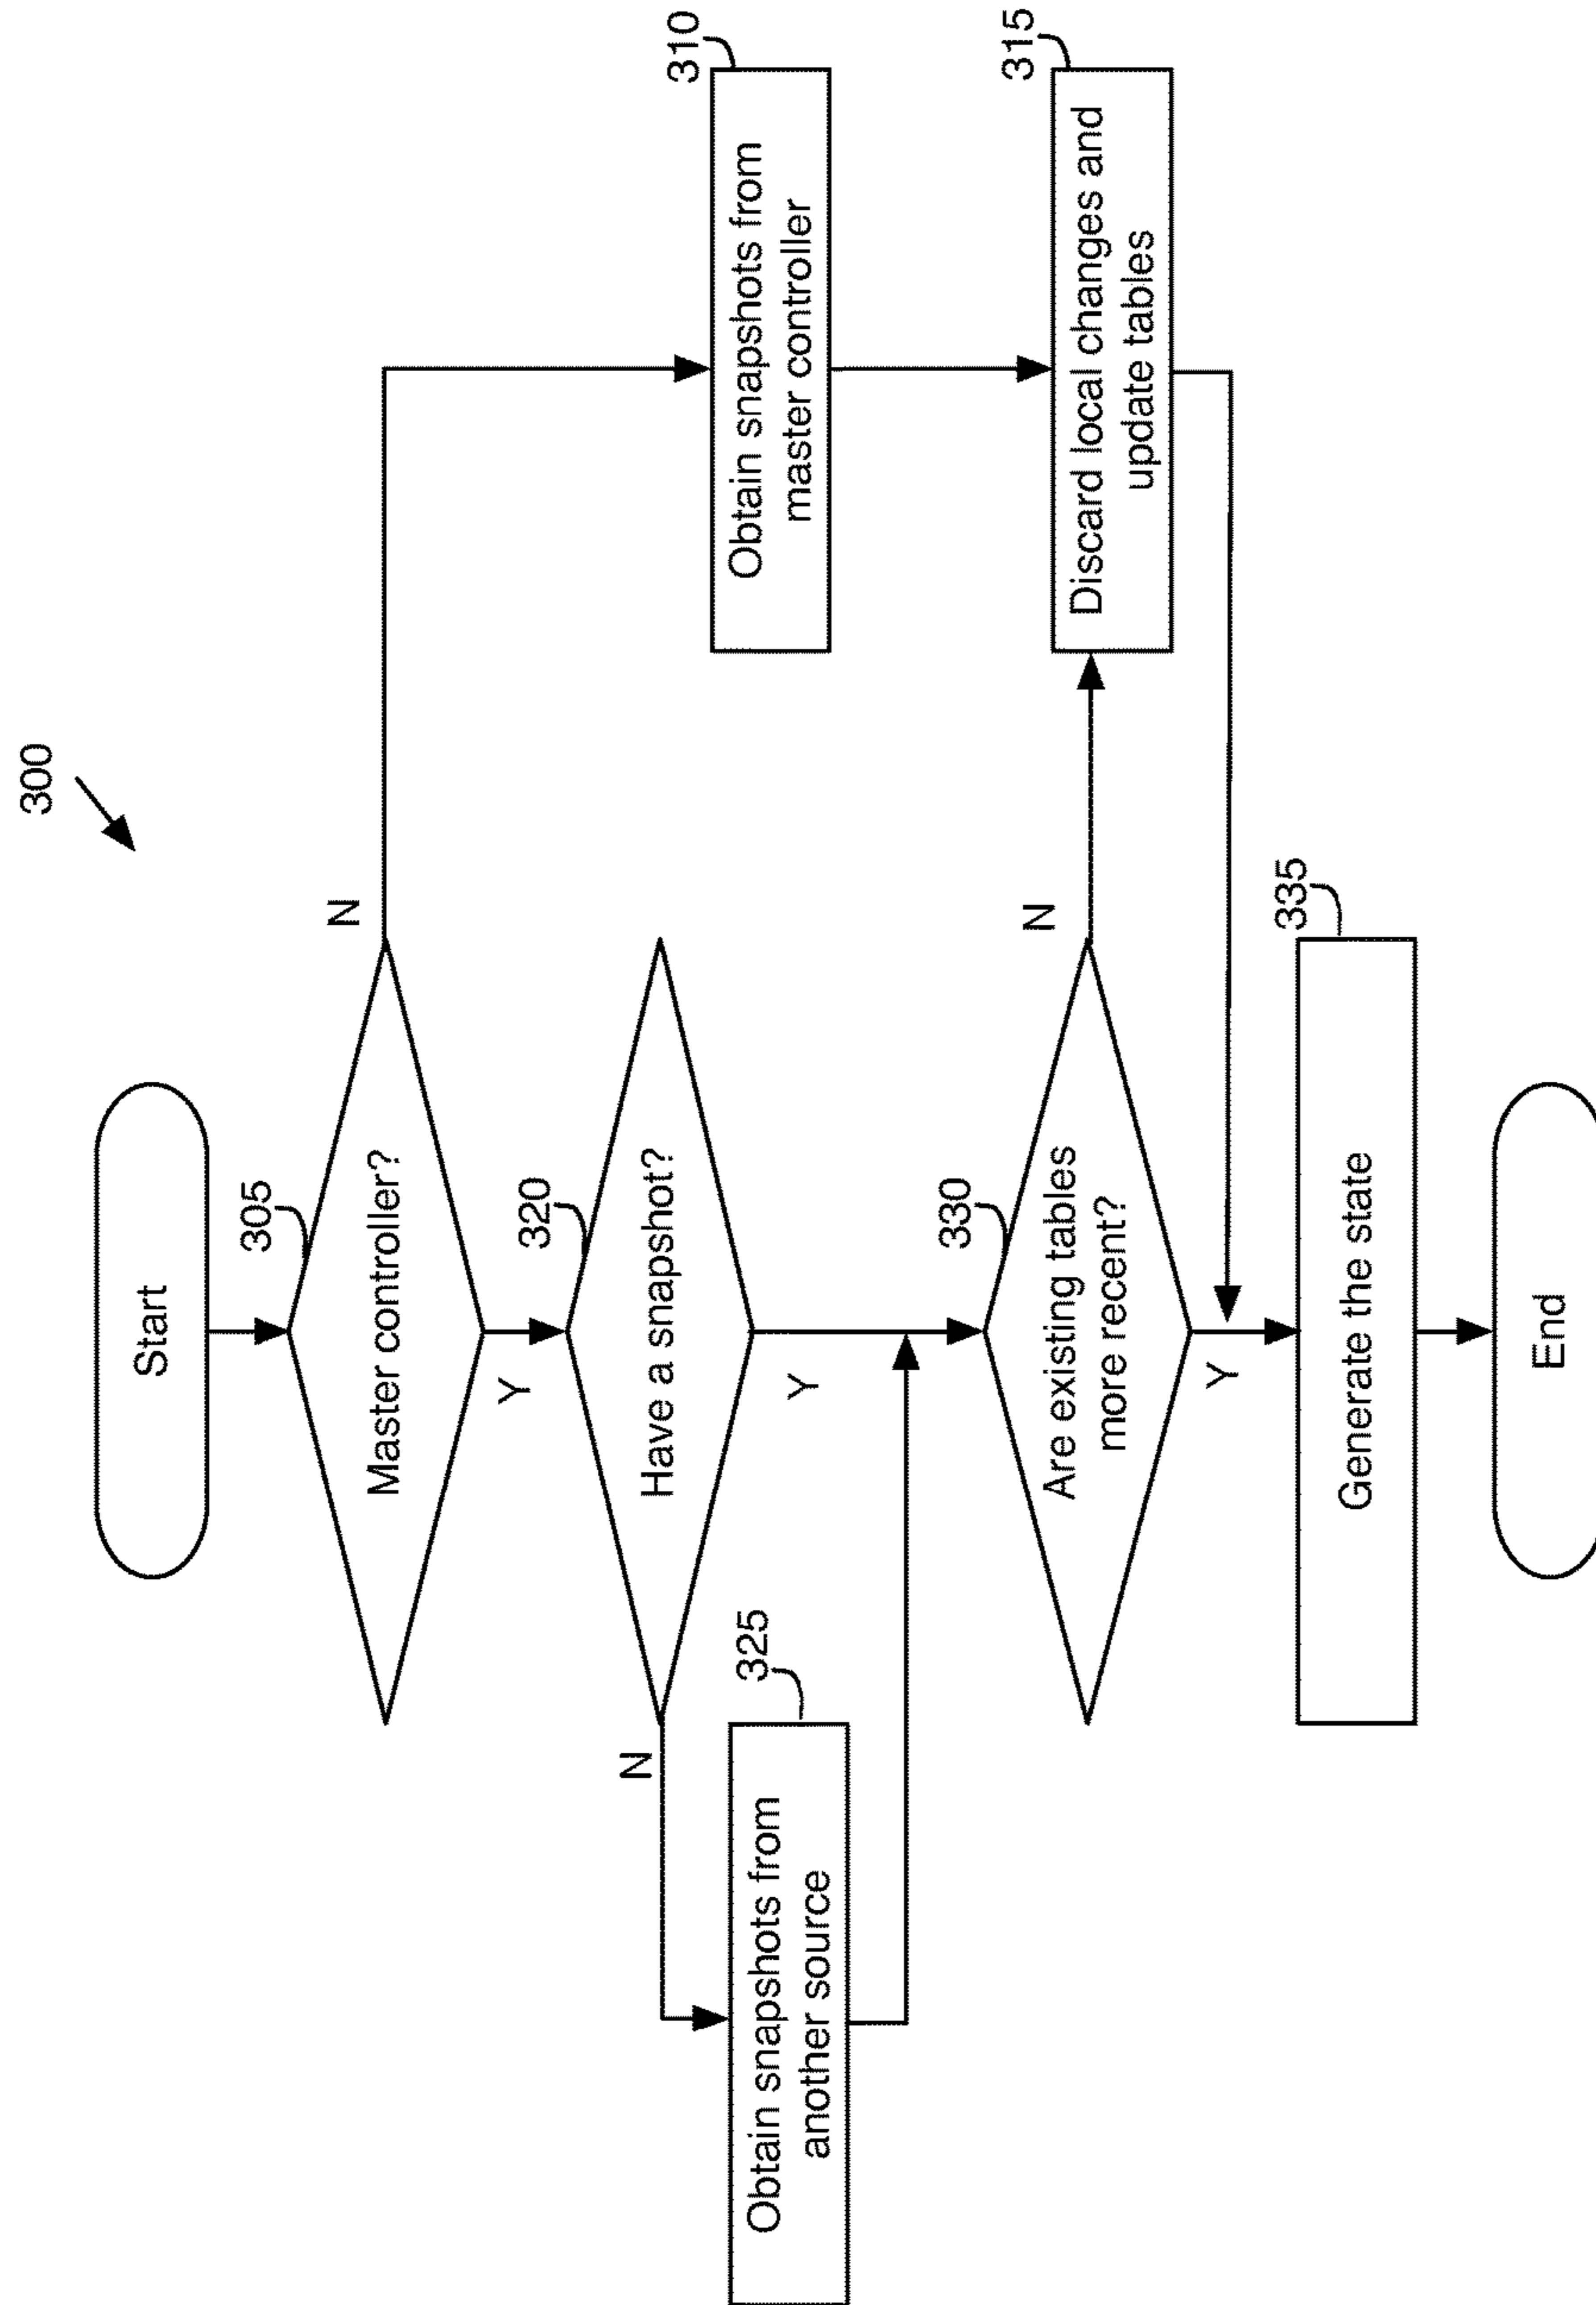 300
Start
305
Master controller?
N
Y
310
Obtain snapshots from
master controller
320
Have a snapshot?
N
Y
325
Obtain snapshots from
another source
330
Are existing tables
more recent?
N
Y
315
Discard local changes and
update tables
335
Generate the state
End